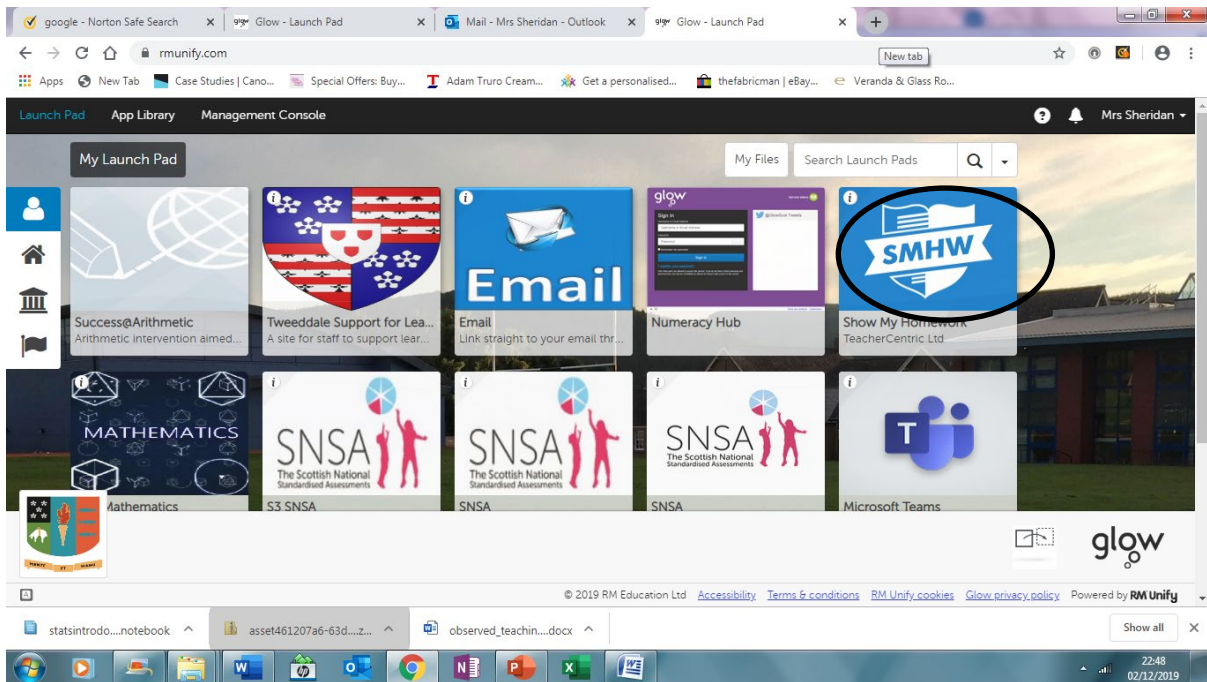 google - Norton Safe Search
glow Glow - Launch Pad
Mail - Mrs Sheridan - Outlook
glow Glow - Launch Pad
rmunify.com
New tab
Apps
New Tab
Case Studies | Cano...
Special Offers: Buy...
Adam Truro Cream...
Get a personalised...
thefabricman | eBay...
Veranda & Glass Ro...
Launch Pad
App Library
Management Console
Mrs Sheridan
My Launch Pad
My Files
Search Launch Pads
Success@Arithmetic
Arithmetic intervention aimed...
Tweeddale Support for Lea...
A site for staff to support lear...
Email
Email
Link straight to your email thr...
glow
Sign in
Numeracy Hub
SMHW
Show My Homework
TeacherCentric Ltd
MATHEMATICS
Mathematics
SNSA
The Scottish National
Standardised Assessments
S3 SNSA
SNSA
The Scottish National
Standardised Assessments
SNSA
SNSA
The Scottish National
Standardised Assessments
SNSA
T
Microsoft Teams
glow
© 2019 RM Education Ltd
Accessibility
Terms & conditions
RM Unify cookies
Glow privacy policy
Powered by RM Unify
statsintrodo....notebook
asset461207a6-63d....z...
observed_teachin....docx
Show all
22:48
02/12/2019